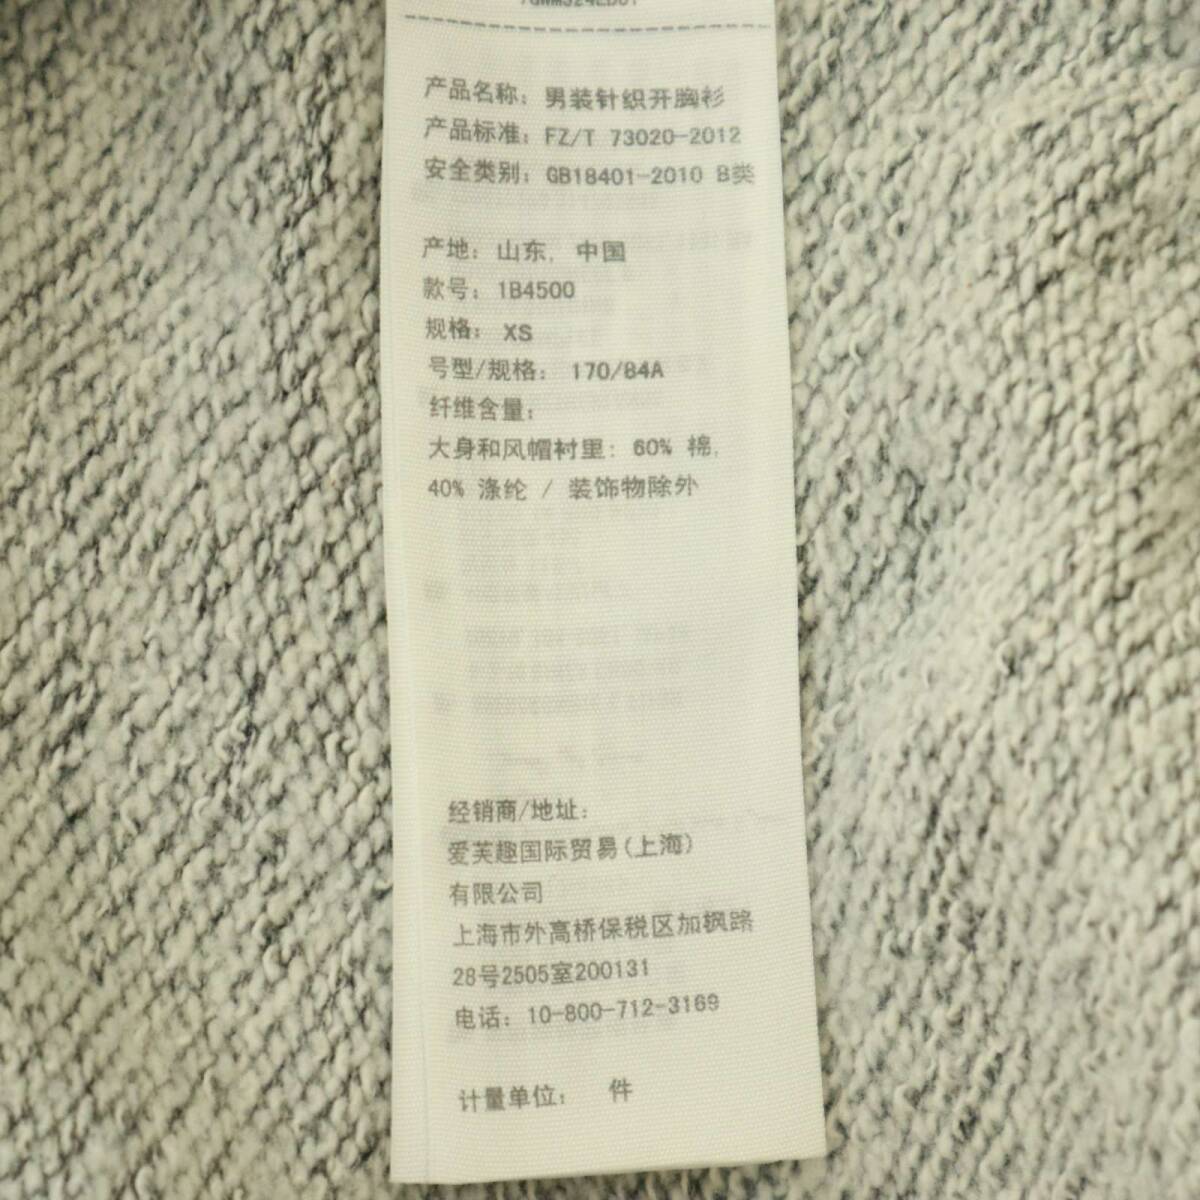 产品名称: 男装针织开胸衫
产品标准: FZ/T 73020-2012
安全类别: GB18401-2010 B类
产地: 山东, 中国
款号: 1B4500
规格: XS
号型/规格: 170/84A
纤维含量:
大身和风帽衬里: 60% 棉,
40% 涤纶 / 装饰物除外
经销商/地址:
爱芙趣国际贸易(上海)
有限公司
上海市外高桥保税区加枫路
28号2505室200131
电话: 10-800-712-3169
计量单位: 件